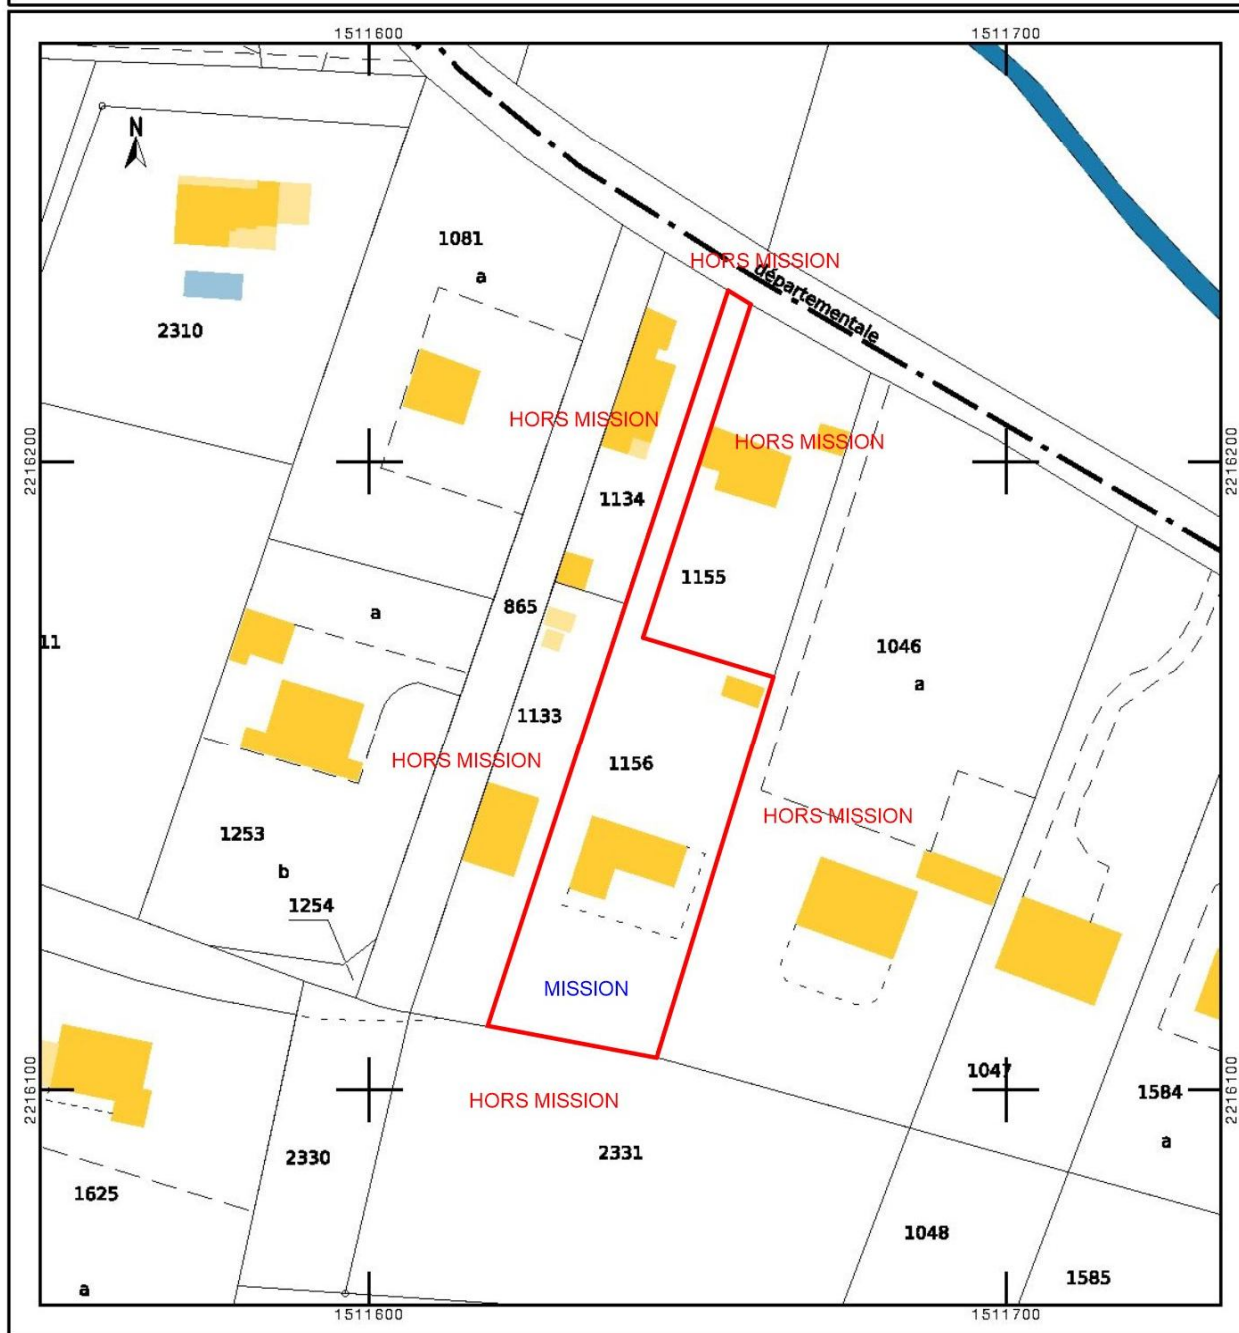 1511600
1511700
N
1081
a
HORS MISSION
départementale
2310
HORS MISSION
HORS MISSION
2216200
2216200
1134
1155
865
a
11
1046
a
1133
HORS MISSION
1156
HORS MISSION
1253
b
1254
MISSION
1047
2216100
HORS MISSION
1584
2216100
a
2330
2331
1625
1048
1585
a
1511600
1511700